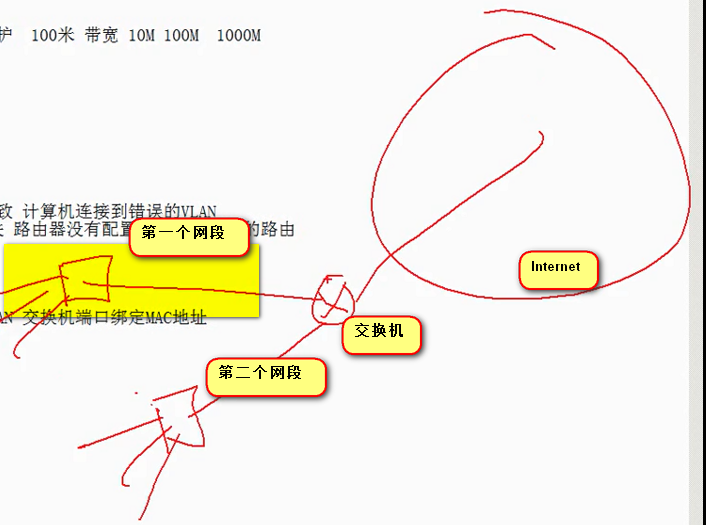 护 100米 带宽 10M 100M 1000M
致 计算机连接到错误的VLAN
路由器没有配置
的路由
第一个网段
Internet
AN 交换机端口绑定MAC地址
交换机
第二个网段